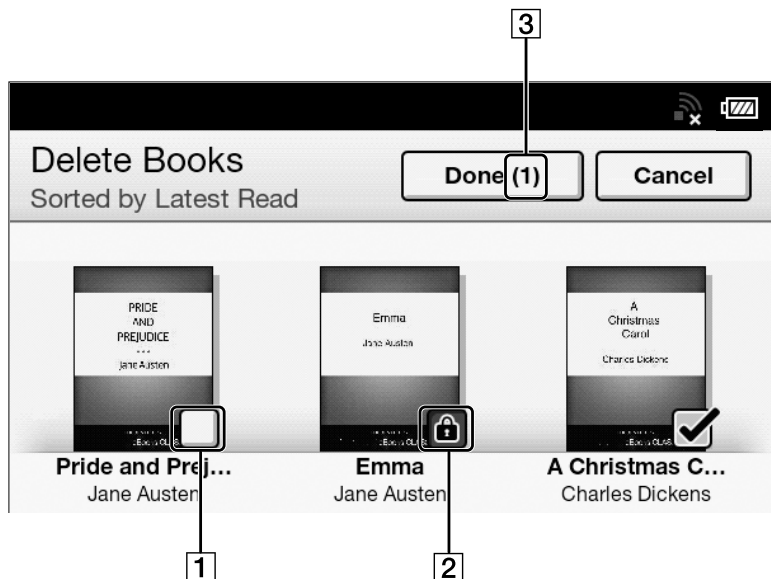 3
Delete Books
Sorted by Latest Read
Done (1)
Cancel
PRIDE
AND
PREJUDICE
Jane Austen
Emma
Jane Austen
A
Christmas
Carol
Charles Dickens
Pride and Prej...
Jane Austen
Emma
Jane Austen
A Christmas C...
Charles Dickens
1
2